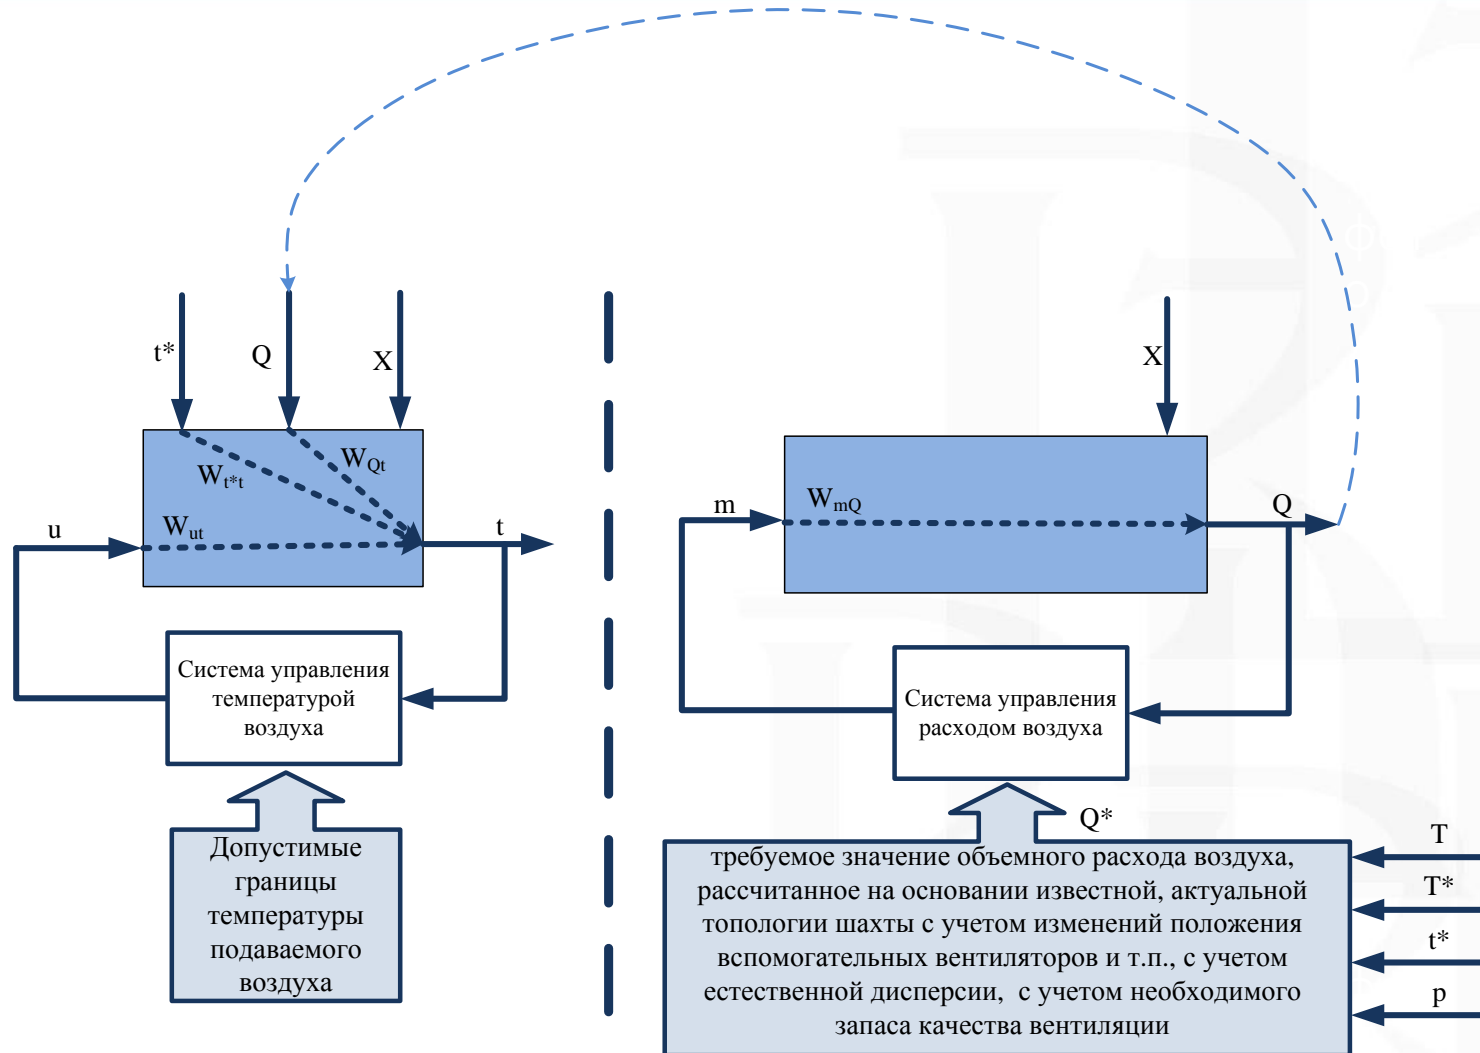 t*
Q
X
W_Qt
W_t*t
W_ut
u
t
Система управления
температурой
воздуха
Допустимые
границы
температуры
подаваемого
воздуха
X
m
W_mQ
Q
Система управления
расходом воздуха
Q*
требуемое значение объемного расхода воздуха,
рассчитанное на основании известной, актуальной
топологии шахты с учетом изменений положения
вспомогательных вентиляторов и т.п., с учетом
естественной дисперсии, с учетом необходимого
запаса качества вентиляции
T
T*
t*
p